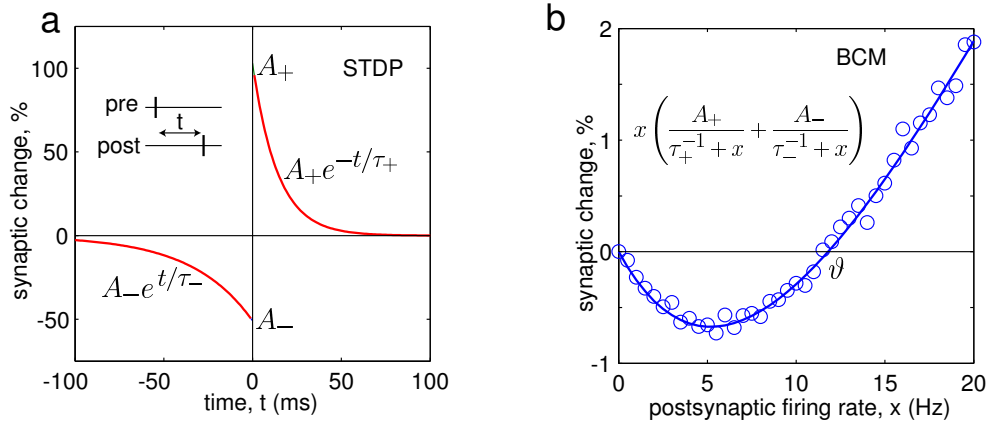 a
STDP
synaptic change, %
100
50
0
-50
A₊
pre
t
post
A₊e^{-t/τ₊}
A₋e^{t/τ₋}
A₋
-100
-50
0
50
100
time, t (ms)
b
BCM
synaptic change, %
2
1
0
-1
x ( A₊ / (τ₊⁻¹ + x) + A₋ / (τ₋⁻¹ + x) )
ϑ
0
5
10
15
20
postsynaptic firing rate, x (Hz)